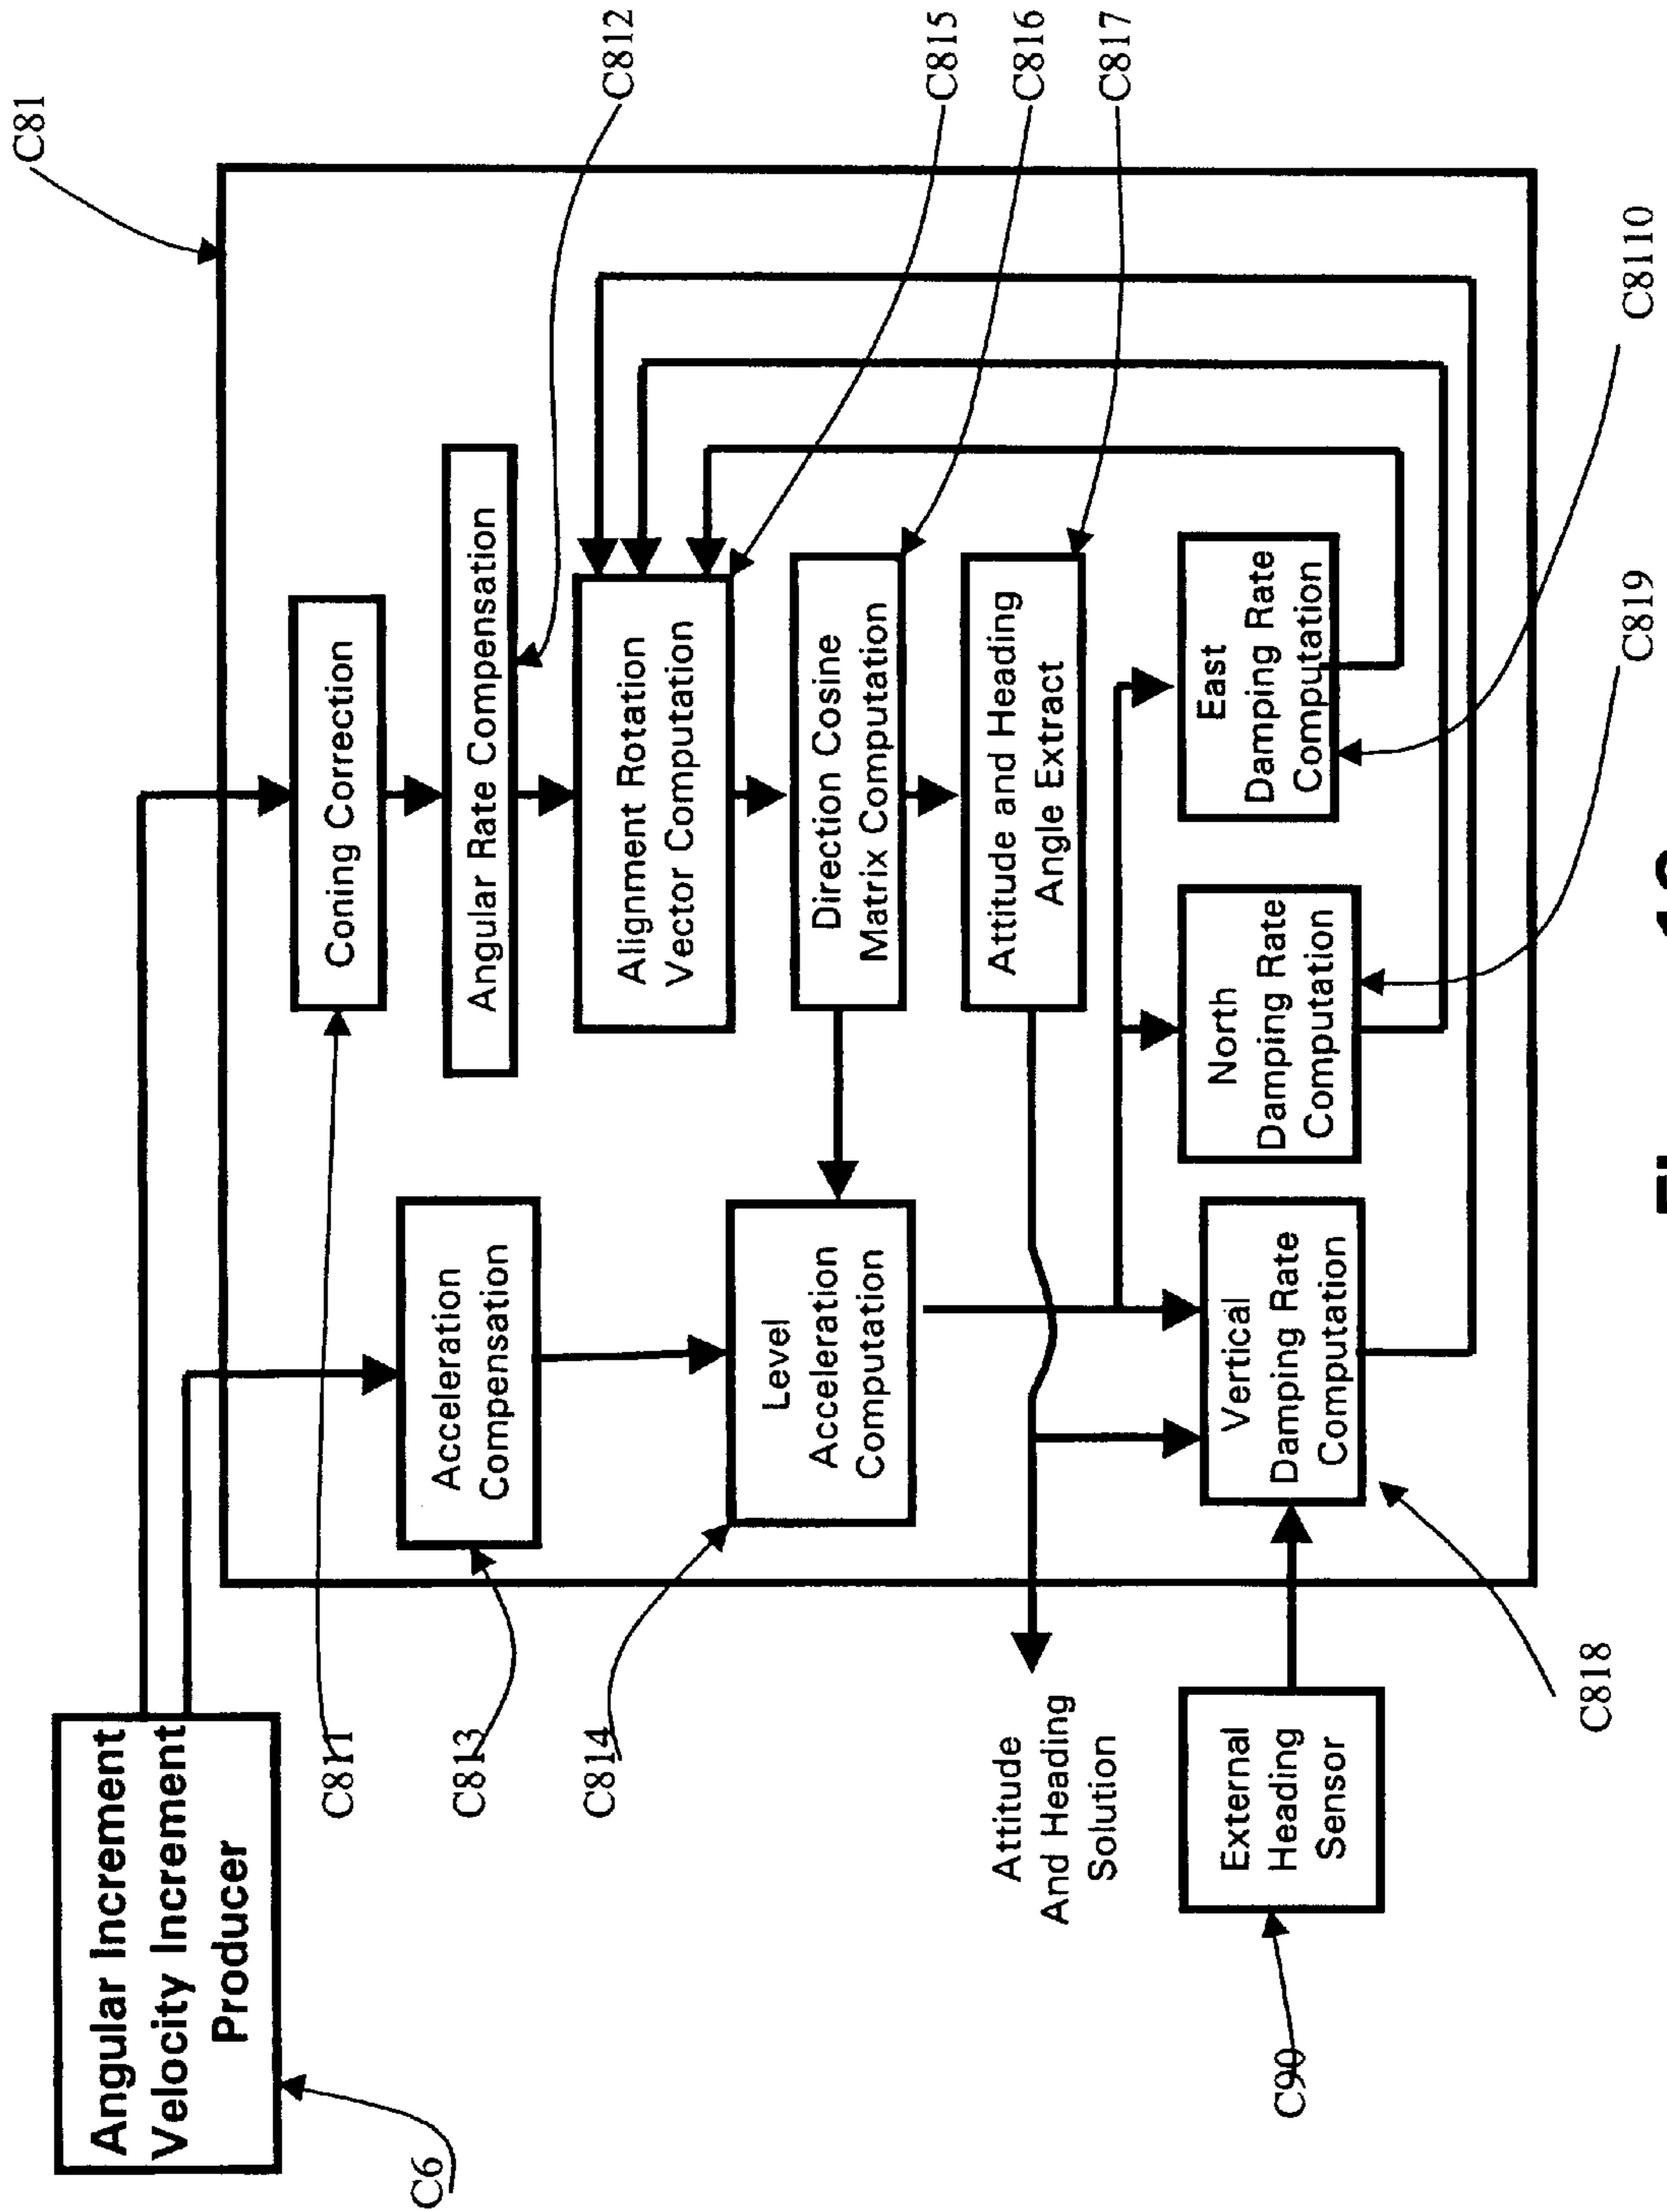 C81
Angular Increment
Velocity Increment
Producer
C6
Coning Correction
C811
Angular Rate Compensation
C812
Acceleration
Compensation
C813
Alignment Rotation
Vector Computation
C815
Level
Acceleration
Computation
C814
Direction Cosine
Matrix Computation
C816
Attitude and Heading
Angle Extract
C817
Attitude
And Heading
Solution
External
Heading
Sensor
C90
Vertical
Damping Rate
Computation
C818
North
Damping Rate
Computation
C819
East
Damping Rate
Computation
C8110